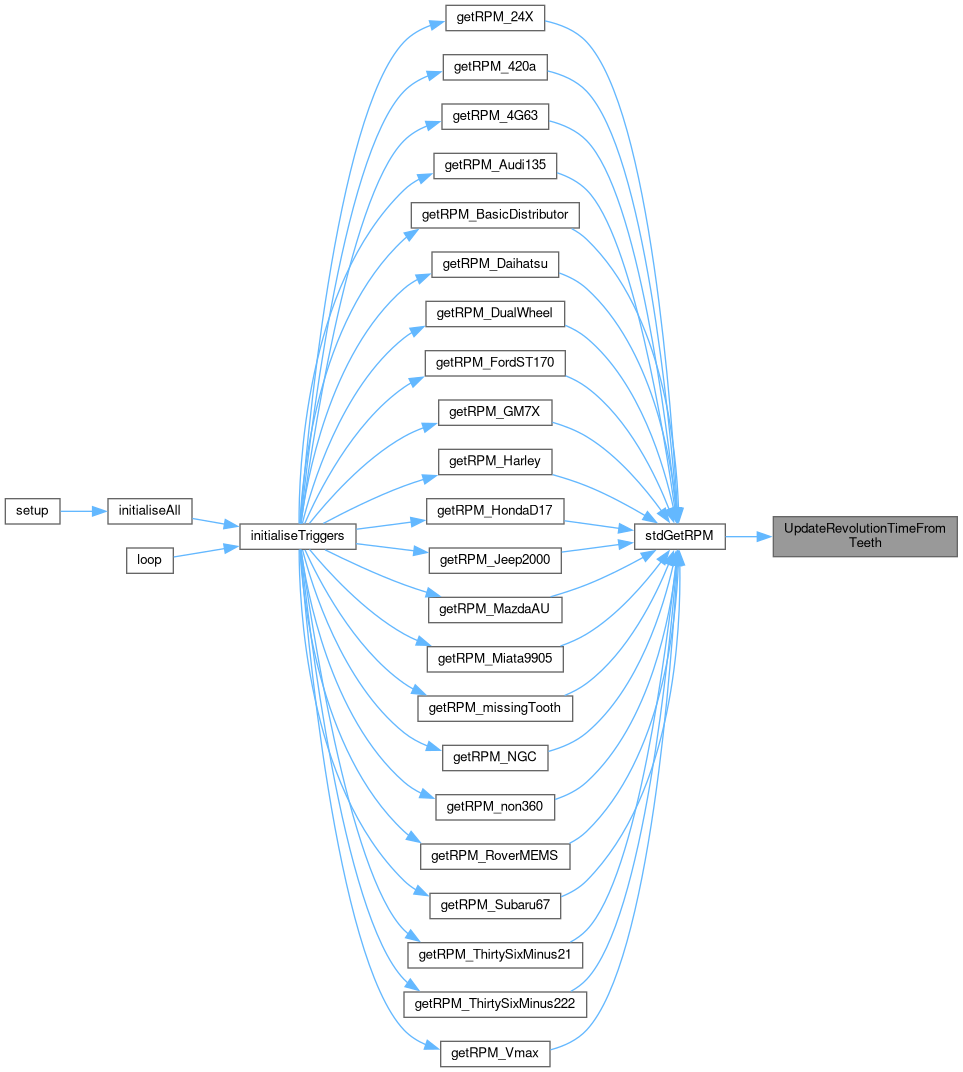 getRPM_24X
getRPM_420a
getRPM_4G63
getRPM_Audi135
getRPM_BasicDistributor
getRPM_Daihatsu
getRPM_DualWheel
getRPM_FordST170
getRPM_GM7X
getRPM_Harley
setup
initialiseAll
getRPM_HondaD17
initialiseTriggers
stdGetRPM
UpdateRevolutionTimeFrom
Teeth
loop
getRPM_Jeep2000
getRPM_MazdaAU
getRPM_Miata9905
getRPM_missingTooth
getRPM_NGC
getRPM_non360
getRPM_RoverMEMS
getRPM_Subaru67
getRPM_ThirtySixMinus21
getRPM_ThirtySixMinus222
getRPM_Vmax